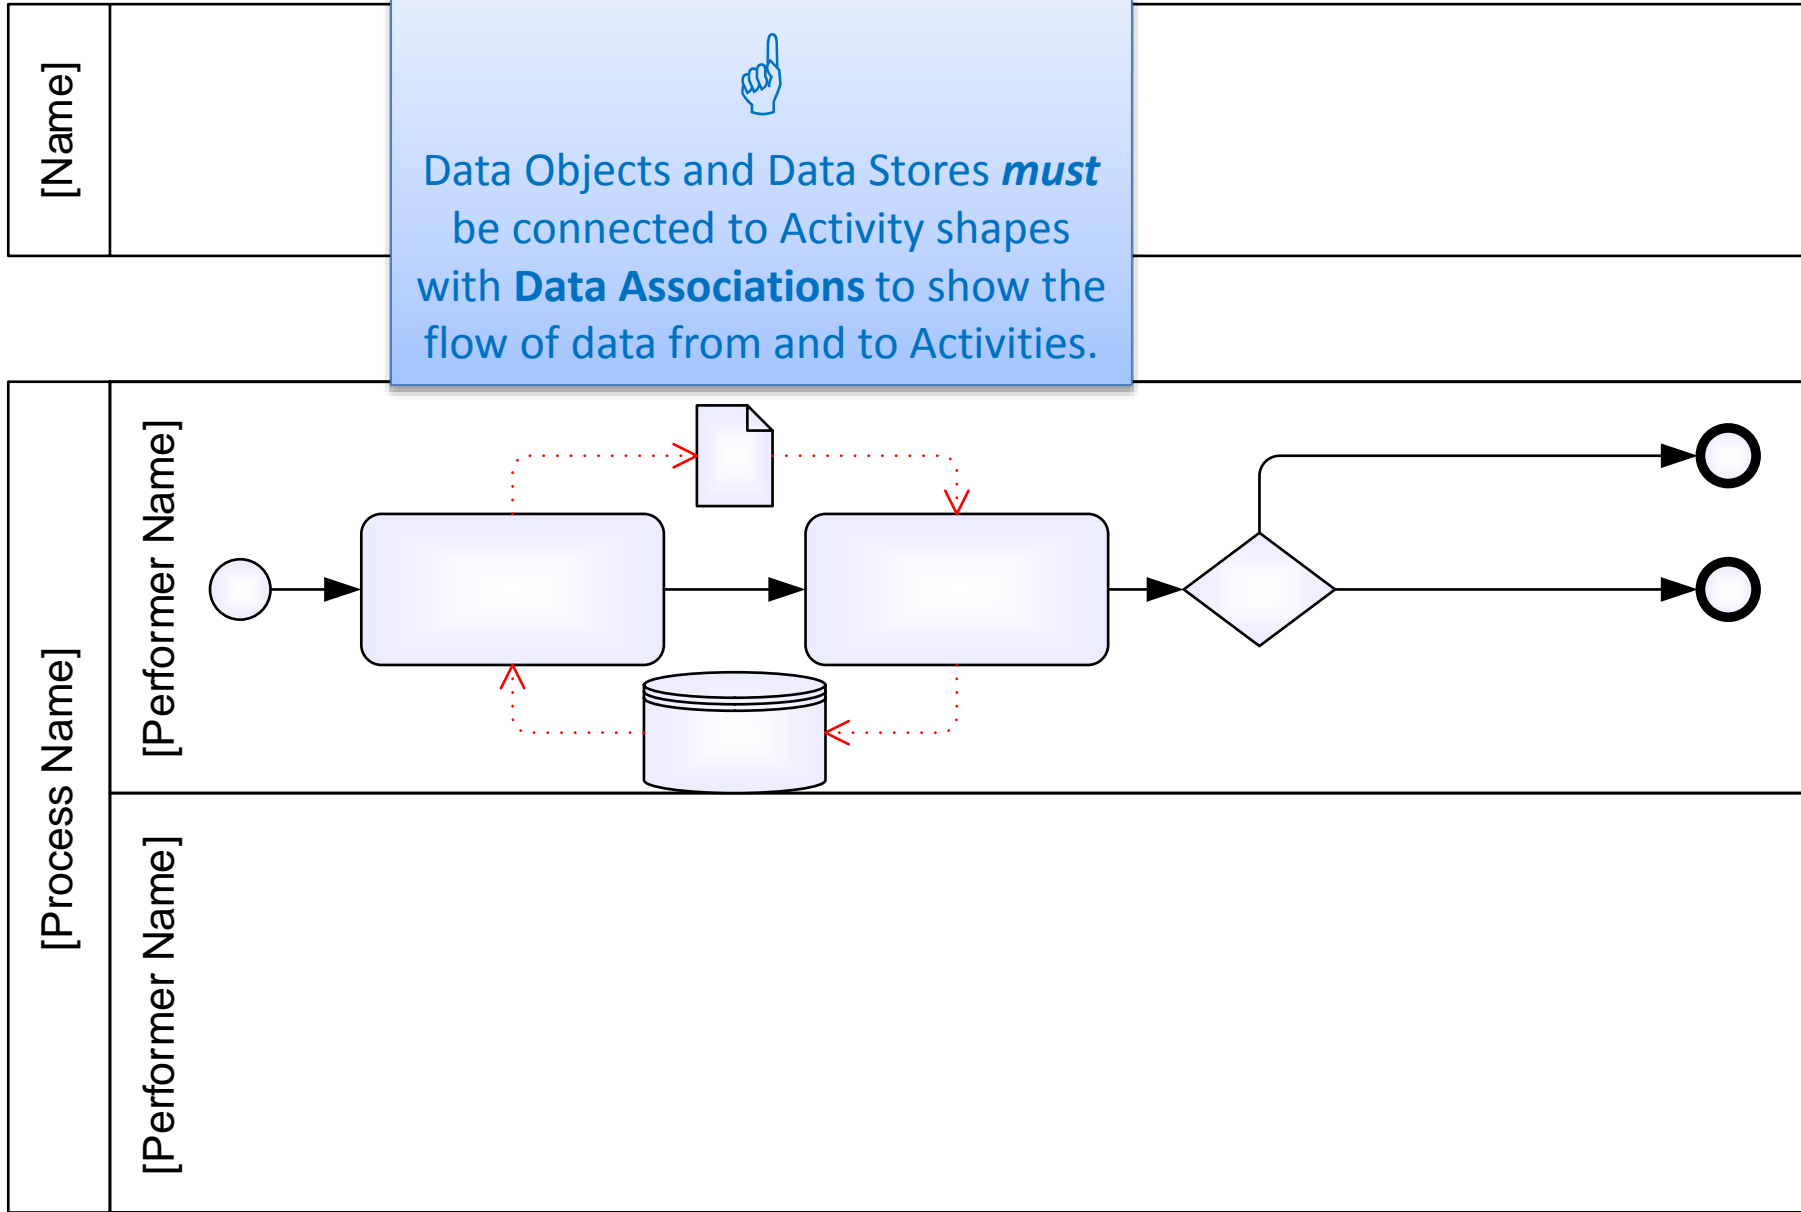 [Name]
Data Objects and Data Stores must
be connected to Activity shapes
with Data Associations to show the
flow of data from and to Activities.
[Process Name]
[Performer Name]
[Performer Name]